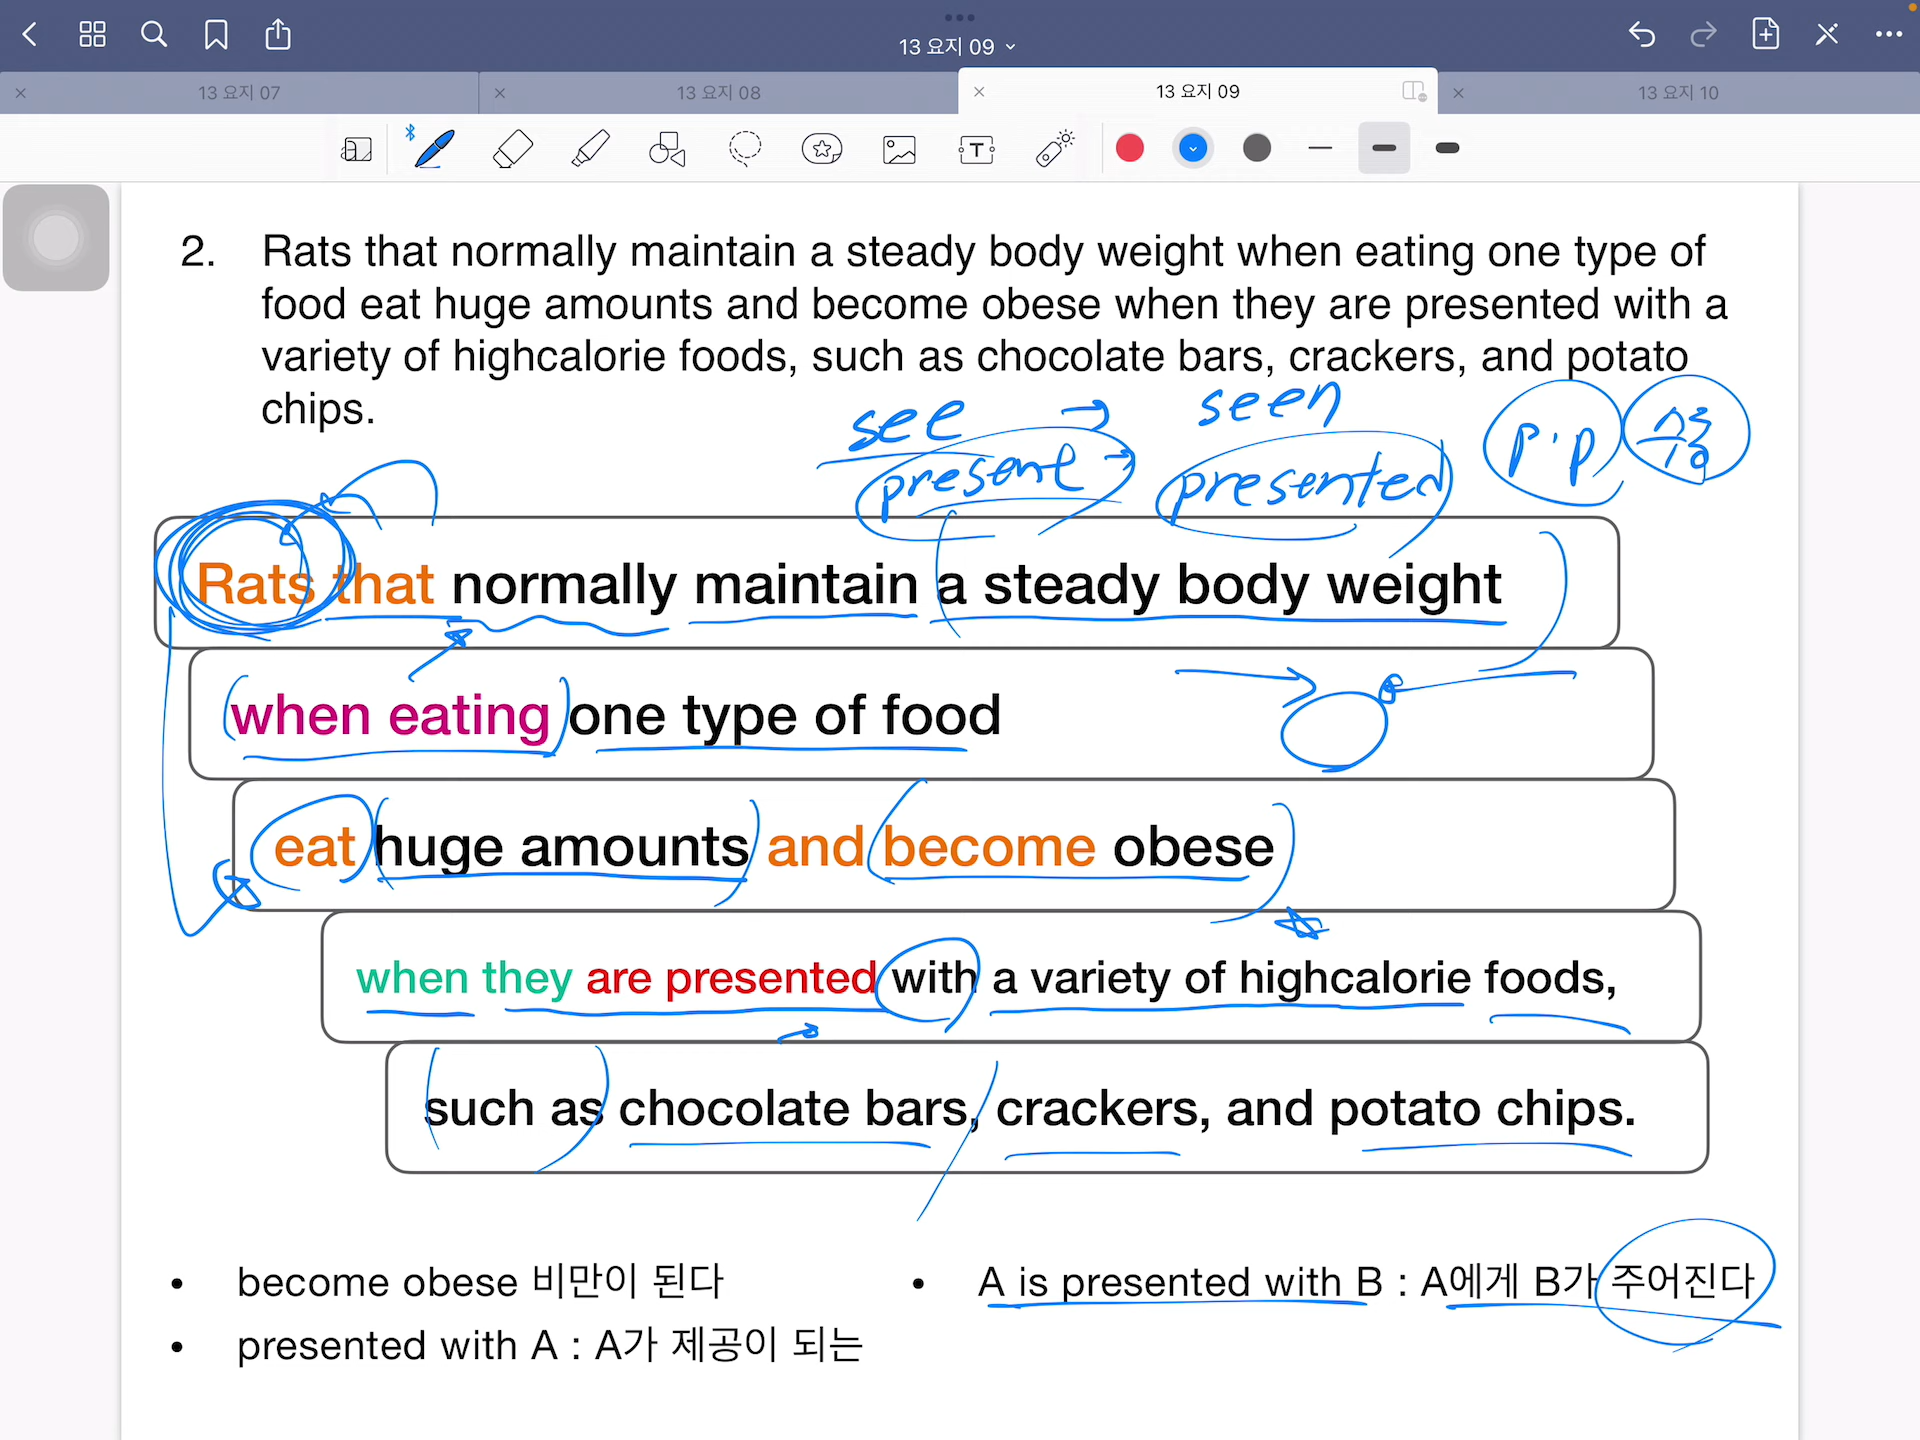 13 요지 09
13 요지 07
13 요지 08
13 요지 09
13 요지 10
2. Rats that normally maintain a steady body weight when eating one type of
food eat huge amounts and become obese when they are presented with a
variety of highcalorie foods, such as chocolate bars, crackers, and potato
chips.
see → seen
present → presented p.p
Rats that normally maintain a steady body weight
when eating one type of food
eat huge amounts and become obese
when they are presented with a variety of highcalorie foods,
such as chocolate bars, crackers, and potato chips.
• become obese 비만이 된다
• A is presented with B : A에게 B가 주어진다
• presented with A : A가 제공이 되는